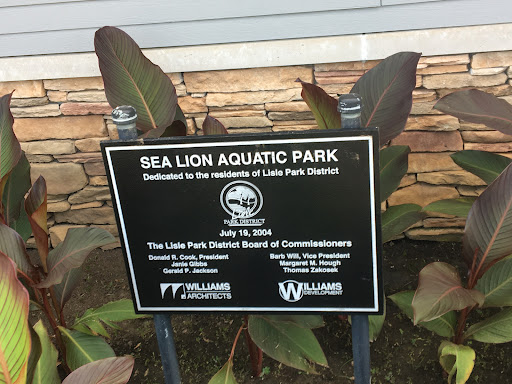 SEA LION AQUATIC PARK
Dedicated to the residents of Lisle Park District
PARK DISTRICT
July 19, 2004
The Lisle Park District Board of Commissioners
Donald R. Cook, President
Janie Gibbs
Gerald P. Jackson
Barb Will, Vice President
Margaret M. Hough
Thomas Zakosek
WILLIAMS
ARCHITECTS
WILLIAMS
DEVELOPMENT